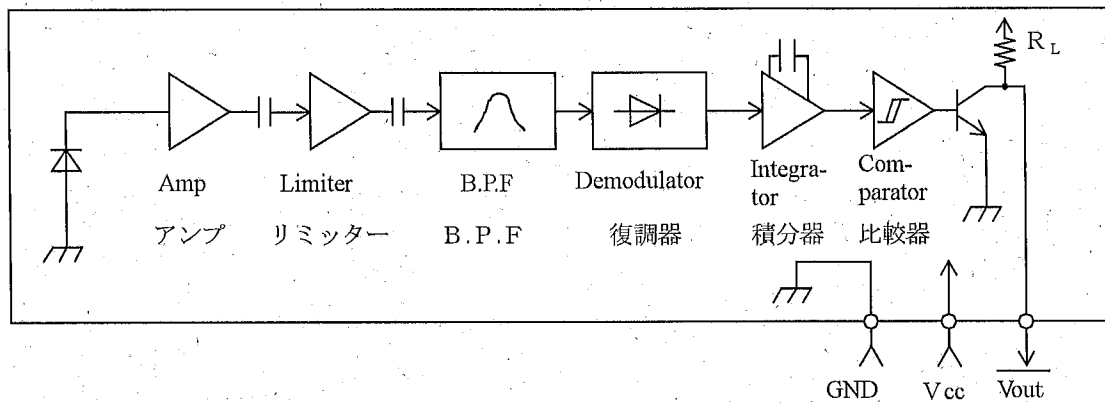 R L
Amp
アンプ
Limiter
リミッター
B.P.F
B.P.F
Demodulator
復調器
Integra-
tor
積分器
Com-
parator
比較器
GND
Vcc
Vout